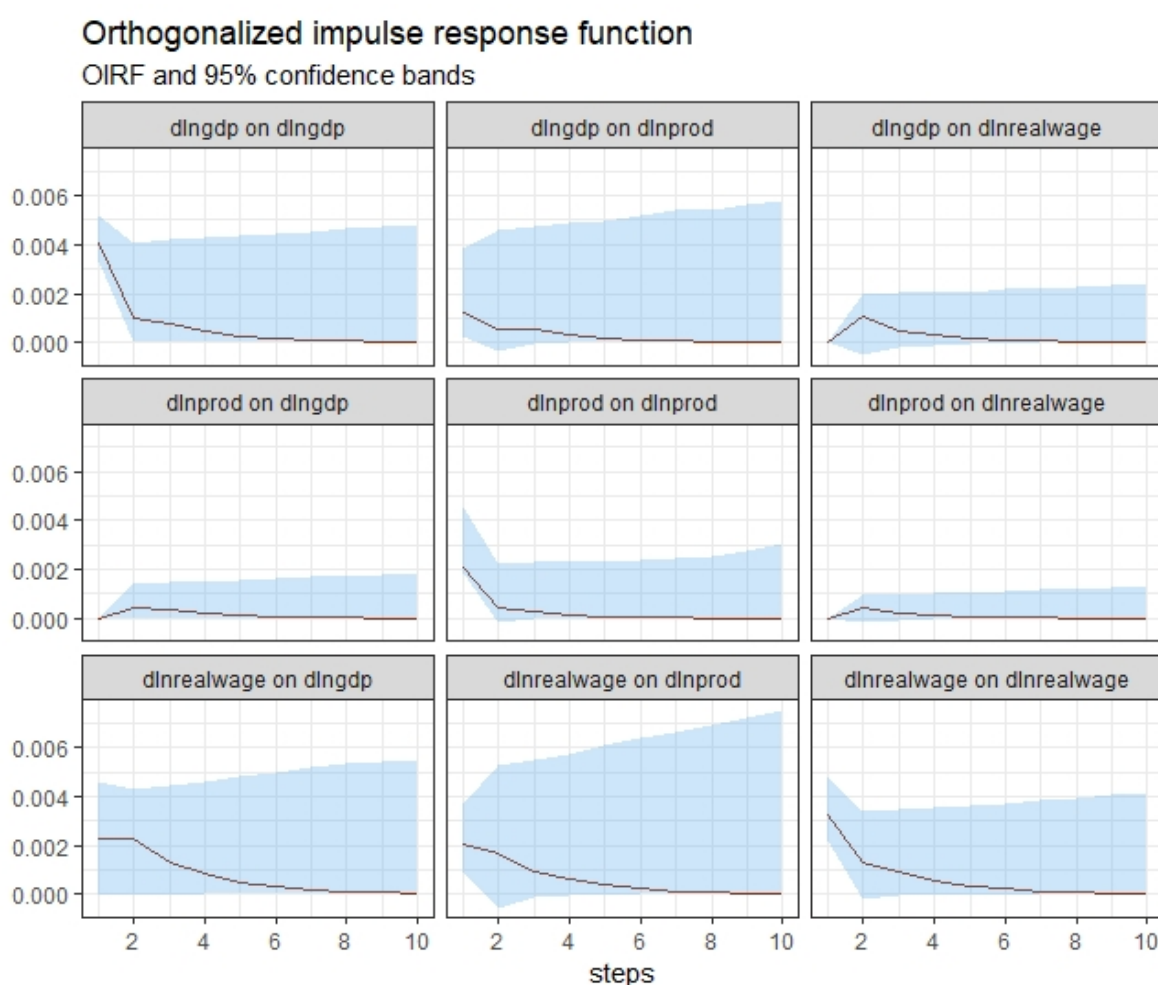 Orthogonalized impulse response function
OIRF and 95% confidence bands
dlngdp on dlngdp
dlngdp on dlnprod
dlngdp on dlnrealwage
0.006
0.004
0.002
0.000
dlnprod on dlngdp
dlnprod on dlnprod
dlnprod on dlnrealwage
0.006
0.004
0.002
0.000
dlnrealwage on dlngdp
dlnrealwage on dlnprod
dlnrealwage on dlnrealwage
0.006
0.004
0.002
0.000
2 4 6 8 10
2 4 6 8 10
2 4 6 8 10
steps